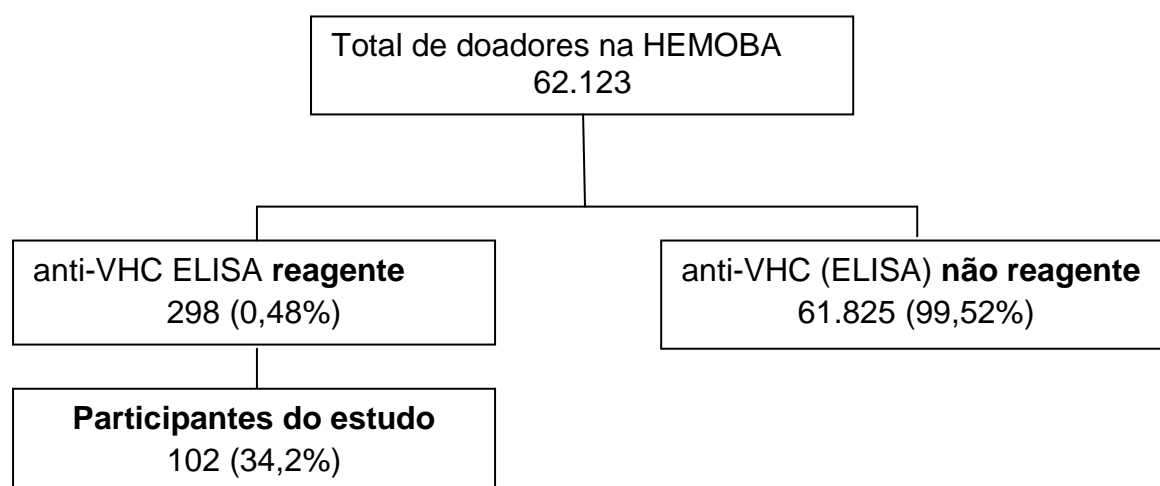 Total de doadores na HEMOBA
62.123
anti-VHC ELISA reagente
298 (0,48%)
anti-VHC (ELISA) não reagente
61.825 (99,52%)
Participantes do estudo
102 (34,2%)